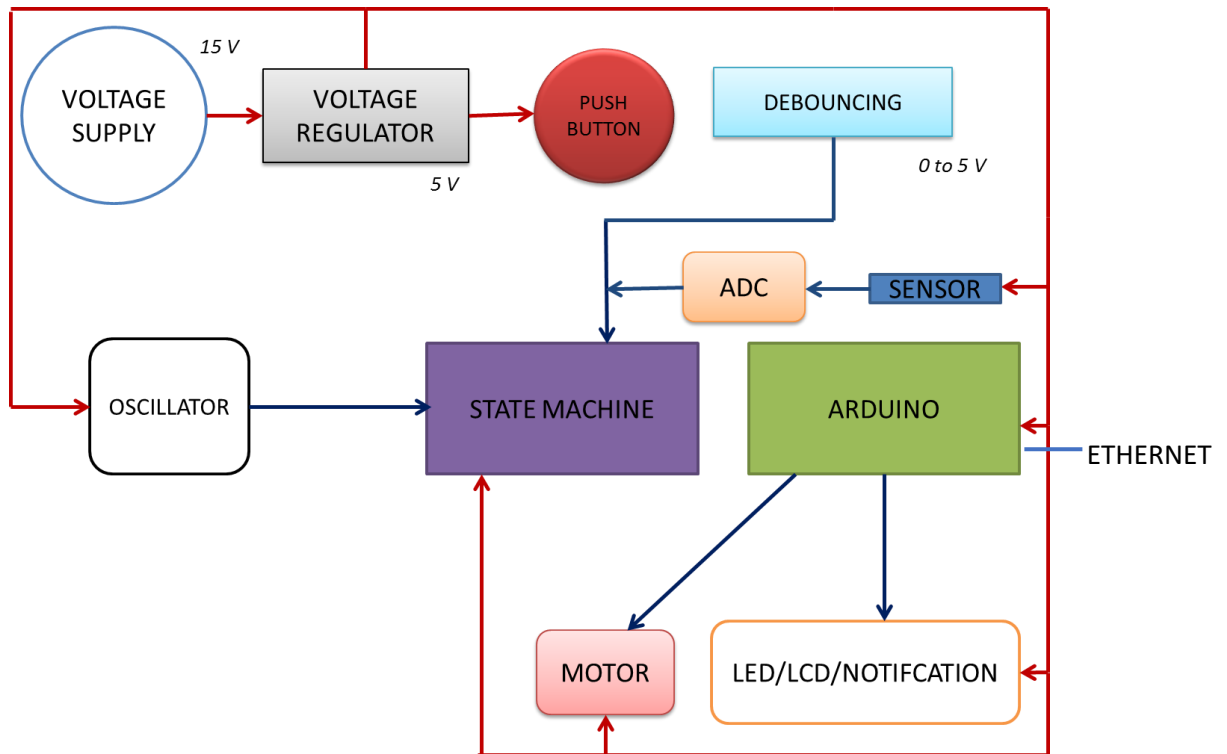 15 V
VOLTAGE
SUPPLY
VOLTAGE
REGULATOR
5 V
PUSH
BUTTON
DEBOUNCING
0 to 5 V
ADC
SENSOR
OSCILLATOR
STATE MACHINE
ARDUINO
ETHERNET
MOTOR
LED/LCD/NOTIFCATION